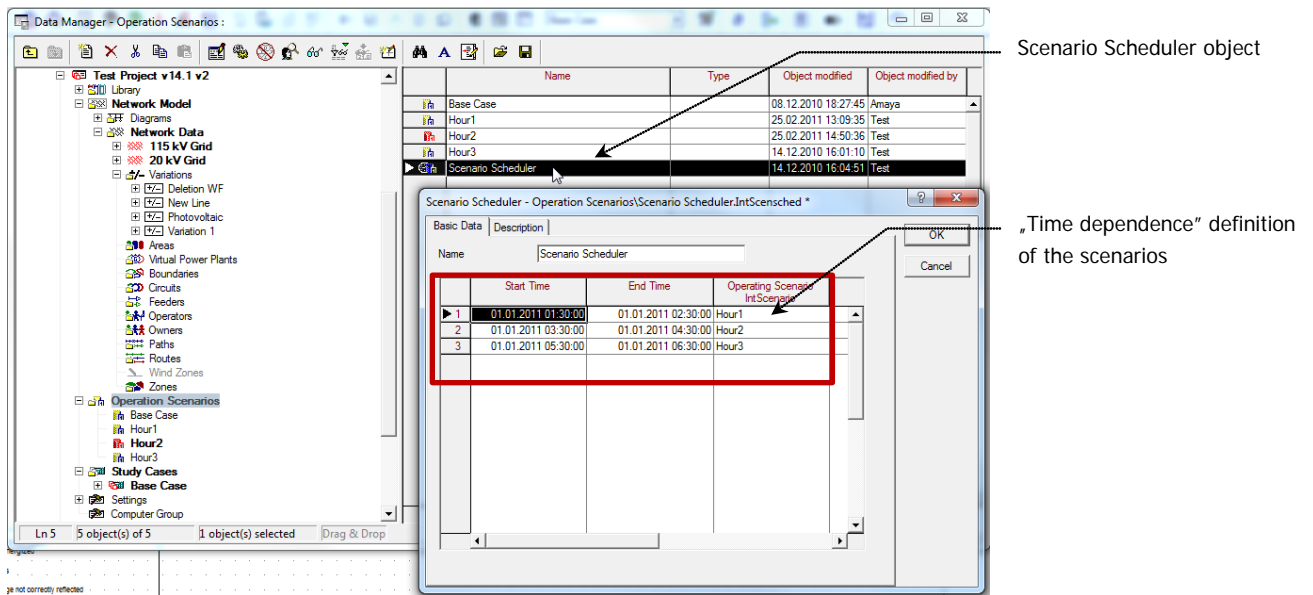 Data Manager - Operation Scenarios :
Scenario Scheduler object
Test Project v14.1 v2
Library
Network Model
Diagrams
Network Data
115 kV Grid
20 kV Grid
Variations
Deletion WF
New Line
Photovoltaic
Variation 1
Areas
Virtual Power Plants
Boundaries
Circuits
Feeders
Operators
Owners
Paths
Routes
Wind Zones
Zones
Operation Scenarios
Base Case
Hour1
Hour2
Hour3
Study Cases
Base Case
Settings
Computer Group
Name Type Object modified Object modified by
Base Case 08.12.2010 18:27:45 Amaya
Hour1 25.02.2011 13:09:35 Test
Hour2 25.02.2011 14:50:36 Test
Hour3 14.12.2010 16:01:10 Test
Scenario Scheduler 14.12.2010 16:04:51 Test
Scenario Scheduler - Operation Scenarios\Scenario Scheduler.IntScensched *
Basic Data Description
OK
Cancel
Name Scenario Scheduler
Start Time End Time Operating Scenario
IntScenario
1 01.01.2011 01:30:00 01.01.2011 02:30:00 Hour1
2 01.01.2011 03:30:00 01.01.2011 04:30:00 Hour2
3 01.01.2011 05:30:00 01.01.2011 06:30:00 Hour3
„Time dependence” definition
of the scenarios
Ln 5 5 object(s) of 5 1 object(s) selected Drag & Drop
ge not correctly reflected